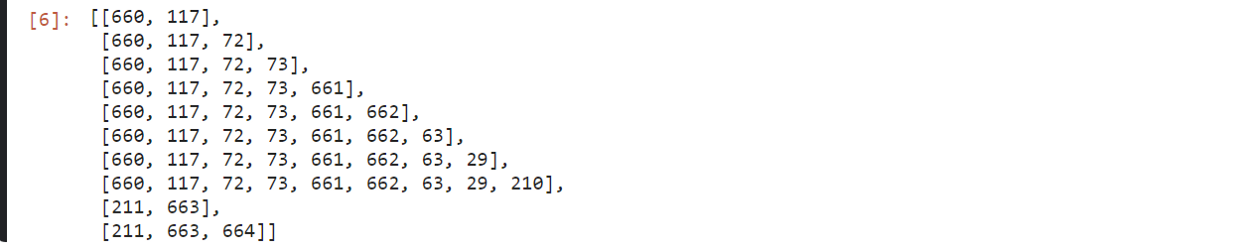 [6]: [[660, 117],
[660, 117, 72],
[660, 117, 72, 73],
[660, 117, 72, 73, 661],
[660, 117, 72, 73, 661, 662],
[660, 117, 72, 73, 661, 662, 63],
[660, 117, 72, 73, 661, 662, 63, 29],
[660, 117, 72, 73, 661, 662, 63, 29, 210],
[211, 663],
[211, 663, 664]]